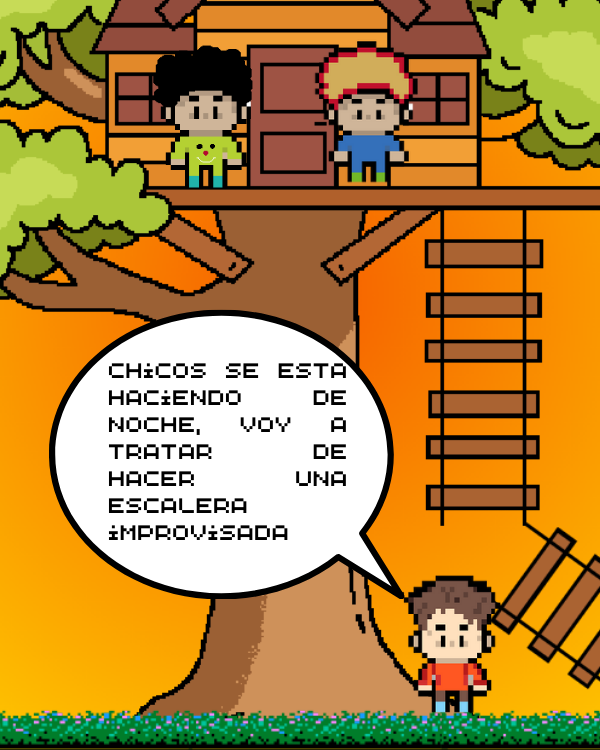 CHiCOS SE ESTA
HACiENDO DE
NOCHE, VOY A
TRATAR DE
HACER UNA
ESCALERA
iMPROViSADA